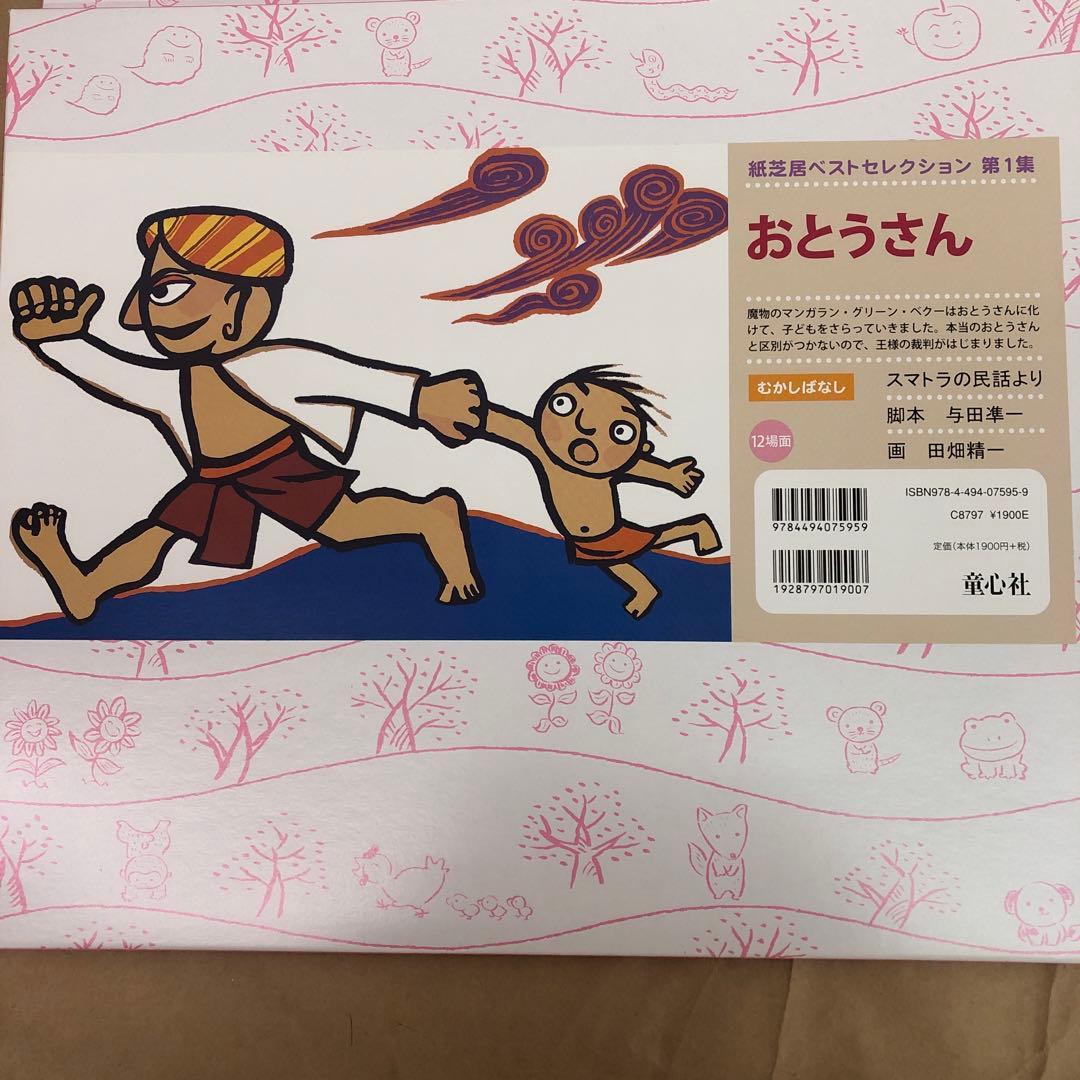 紙芝居ベストセレクション 第1集
おとうさん
魔物のマンガラン・グリーン・ベクーはおとうさんに化
けて、子どもをさらっていきました。本当のおとうさん
と区別がつかないので、王様の裁判がはじまりました。
むかしばなし
スマトラの民話より
脚本 与田凖一
12場面
画 田畑精一
ISBN978-4-494-07595-9
C8797 ¥1900E
9784494075959
定価(本体1900円+税)
1928797019007
童心社